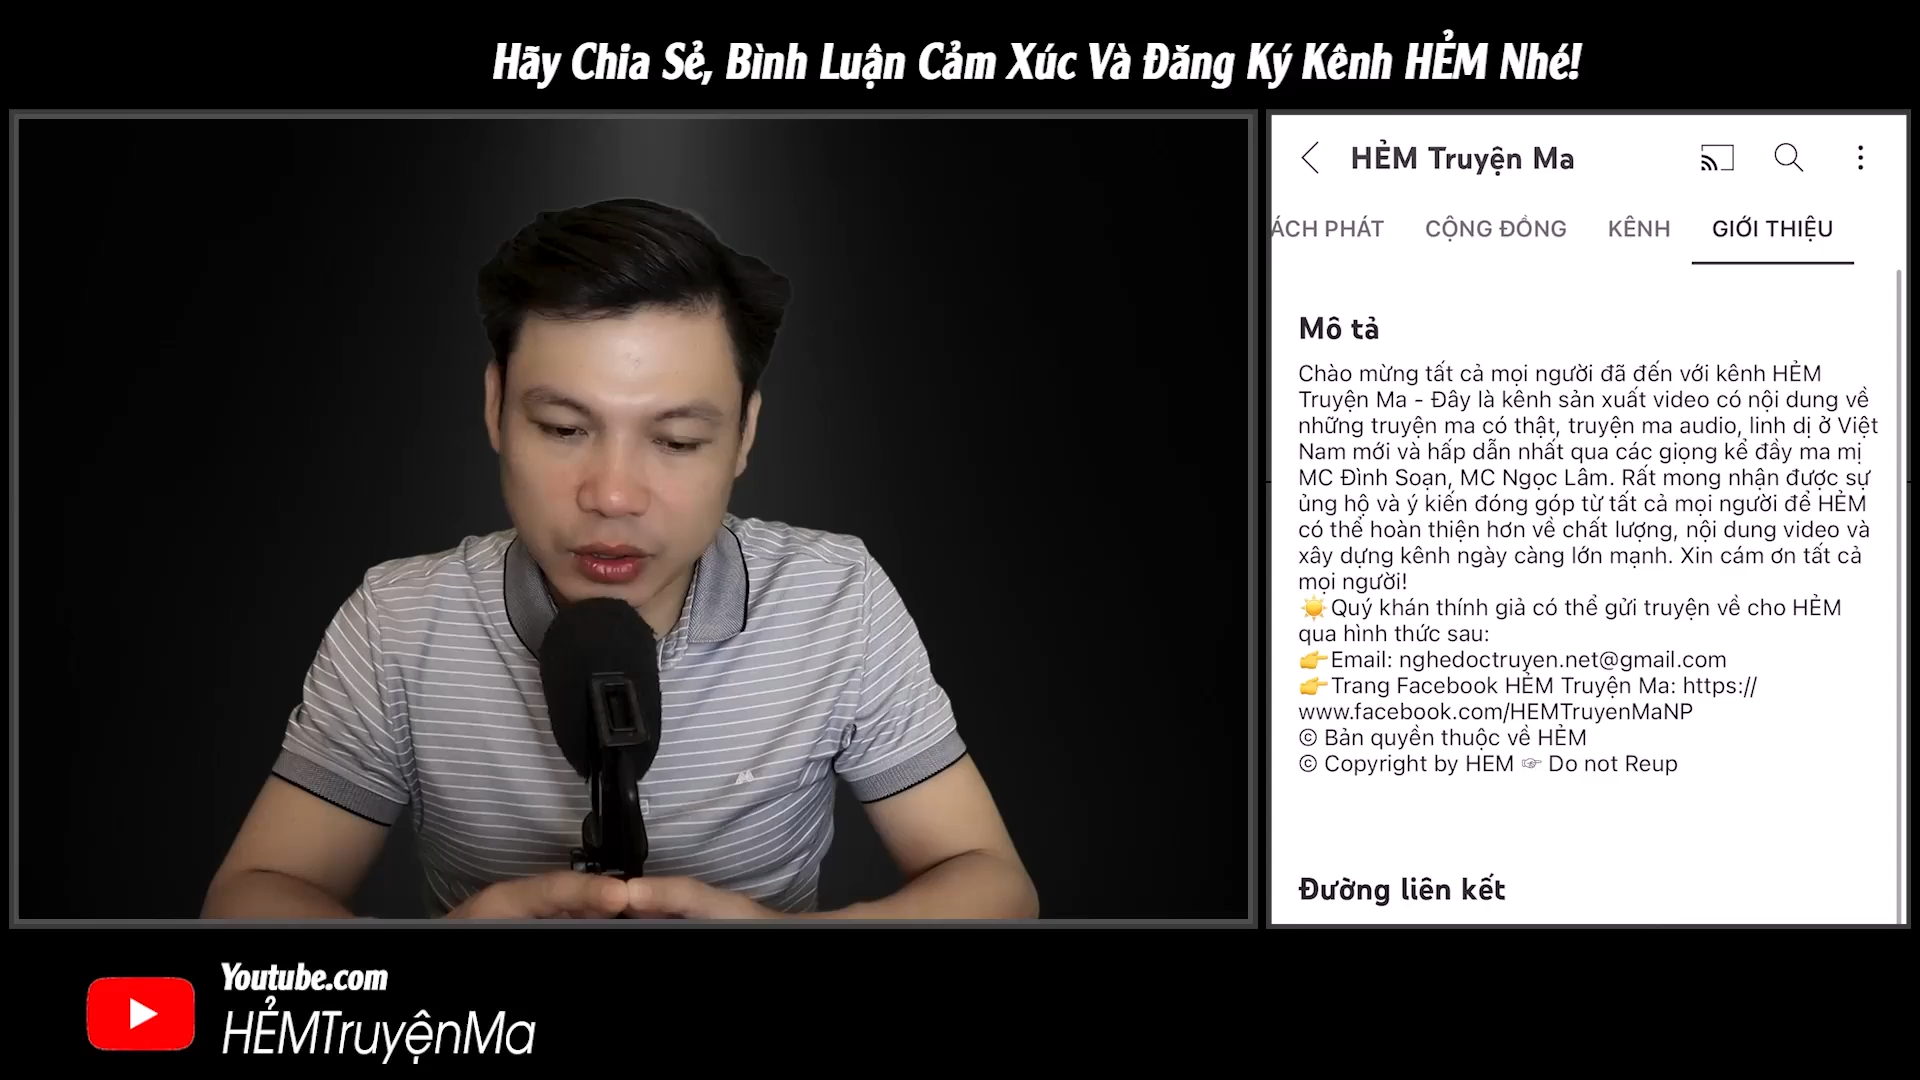 Hãy Chia Sẻ, Bình Luận Cảm Xúc Và Đăng Ký Kênh HẺM Nhé!
HẺM Truyện Ma
ÁCH PHÁT CỘNG ĐỒNG KÊNH GIỚI THIỆU
Mô tả
Chào mừng tất cả mọi người đã đến với kênh HẺM
Truyện Ma - Đây là kênh sản xuất video có nội dung về
những truyện ma có thật, truyện ma audio, linh dị ở Việt
Nam mới và hấp dẫn nhất qua các giọng kể đầy ma mị
MC Đình Soạn, MC Ngọc Lâm. Rất mong nhận được sự
ủng hộ và ý kiến đóng góp từ tất cả mọi người để HẺM
có thể hoàn thiện hơn về chất lượng, nội dung video và
xây dựng kênh ngày càng lớn mạnh. Xin cám ơn tất cả
mọi người!
☀️Quý khán thính giả có thể gửi truyện về cho HẺM
qua hình thức sau:
👉Email: nghedoctruyen.net@gmail.com
👉Trang Facebook HẺM Truyện Ma: https://
www.facebook.com/HEMTruyenMaNP
© Bản quyền thuộc về HẺM
© Copyright by HEM ☞ Do not Reup
Đường liên kết
Youtube.com
HẺMTruyệnMa